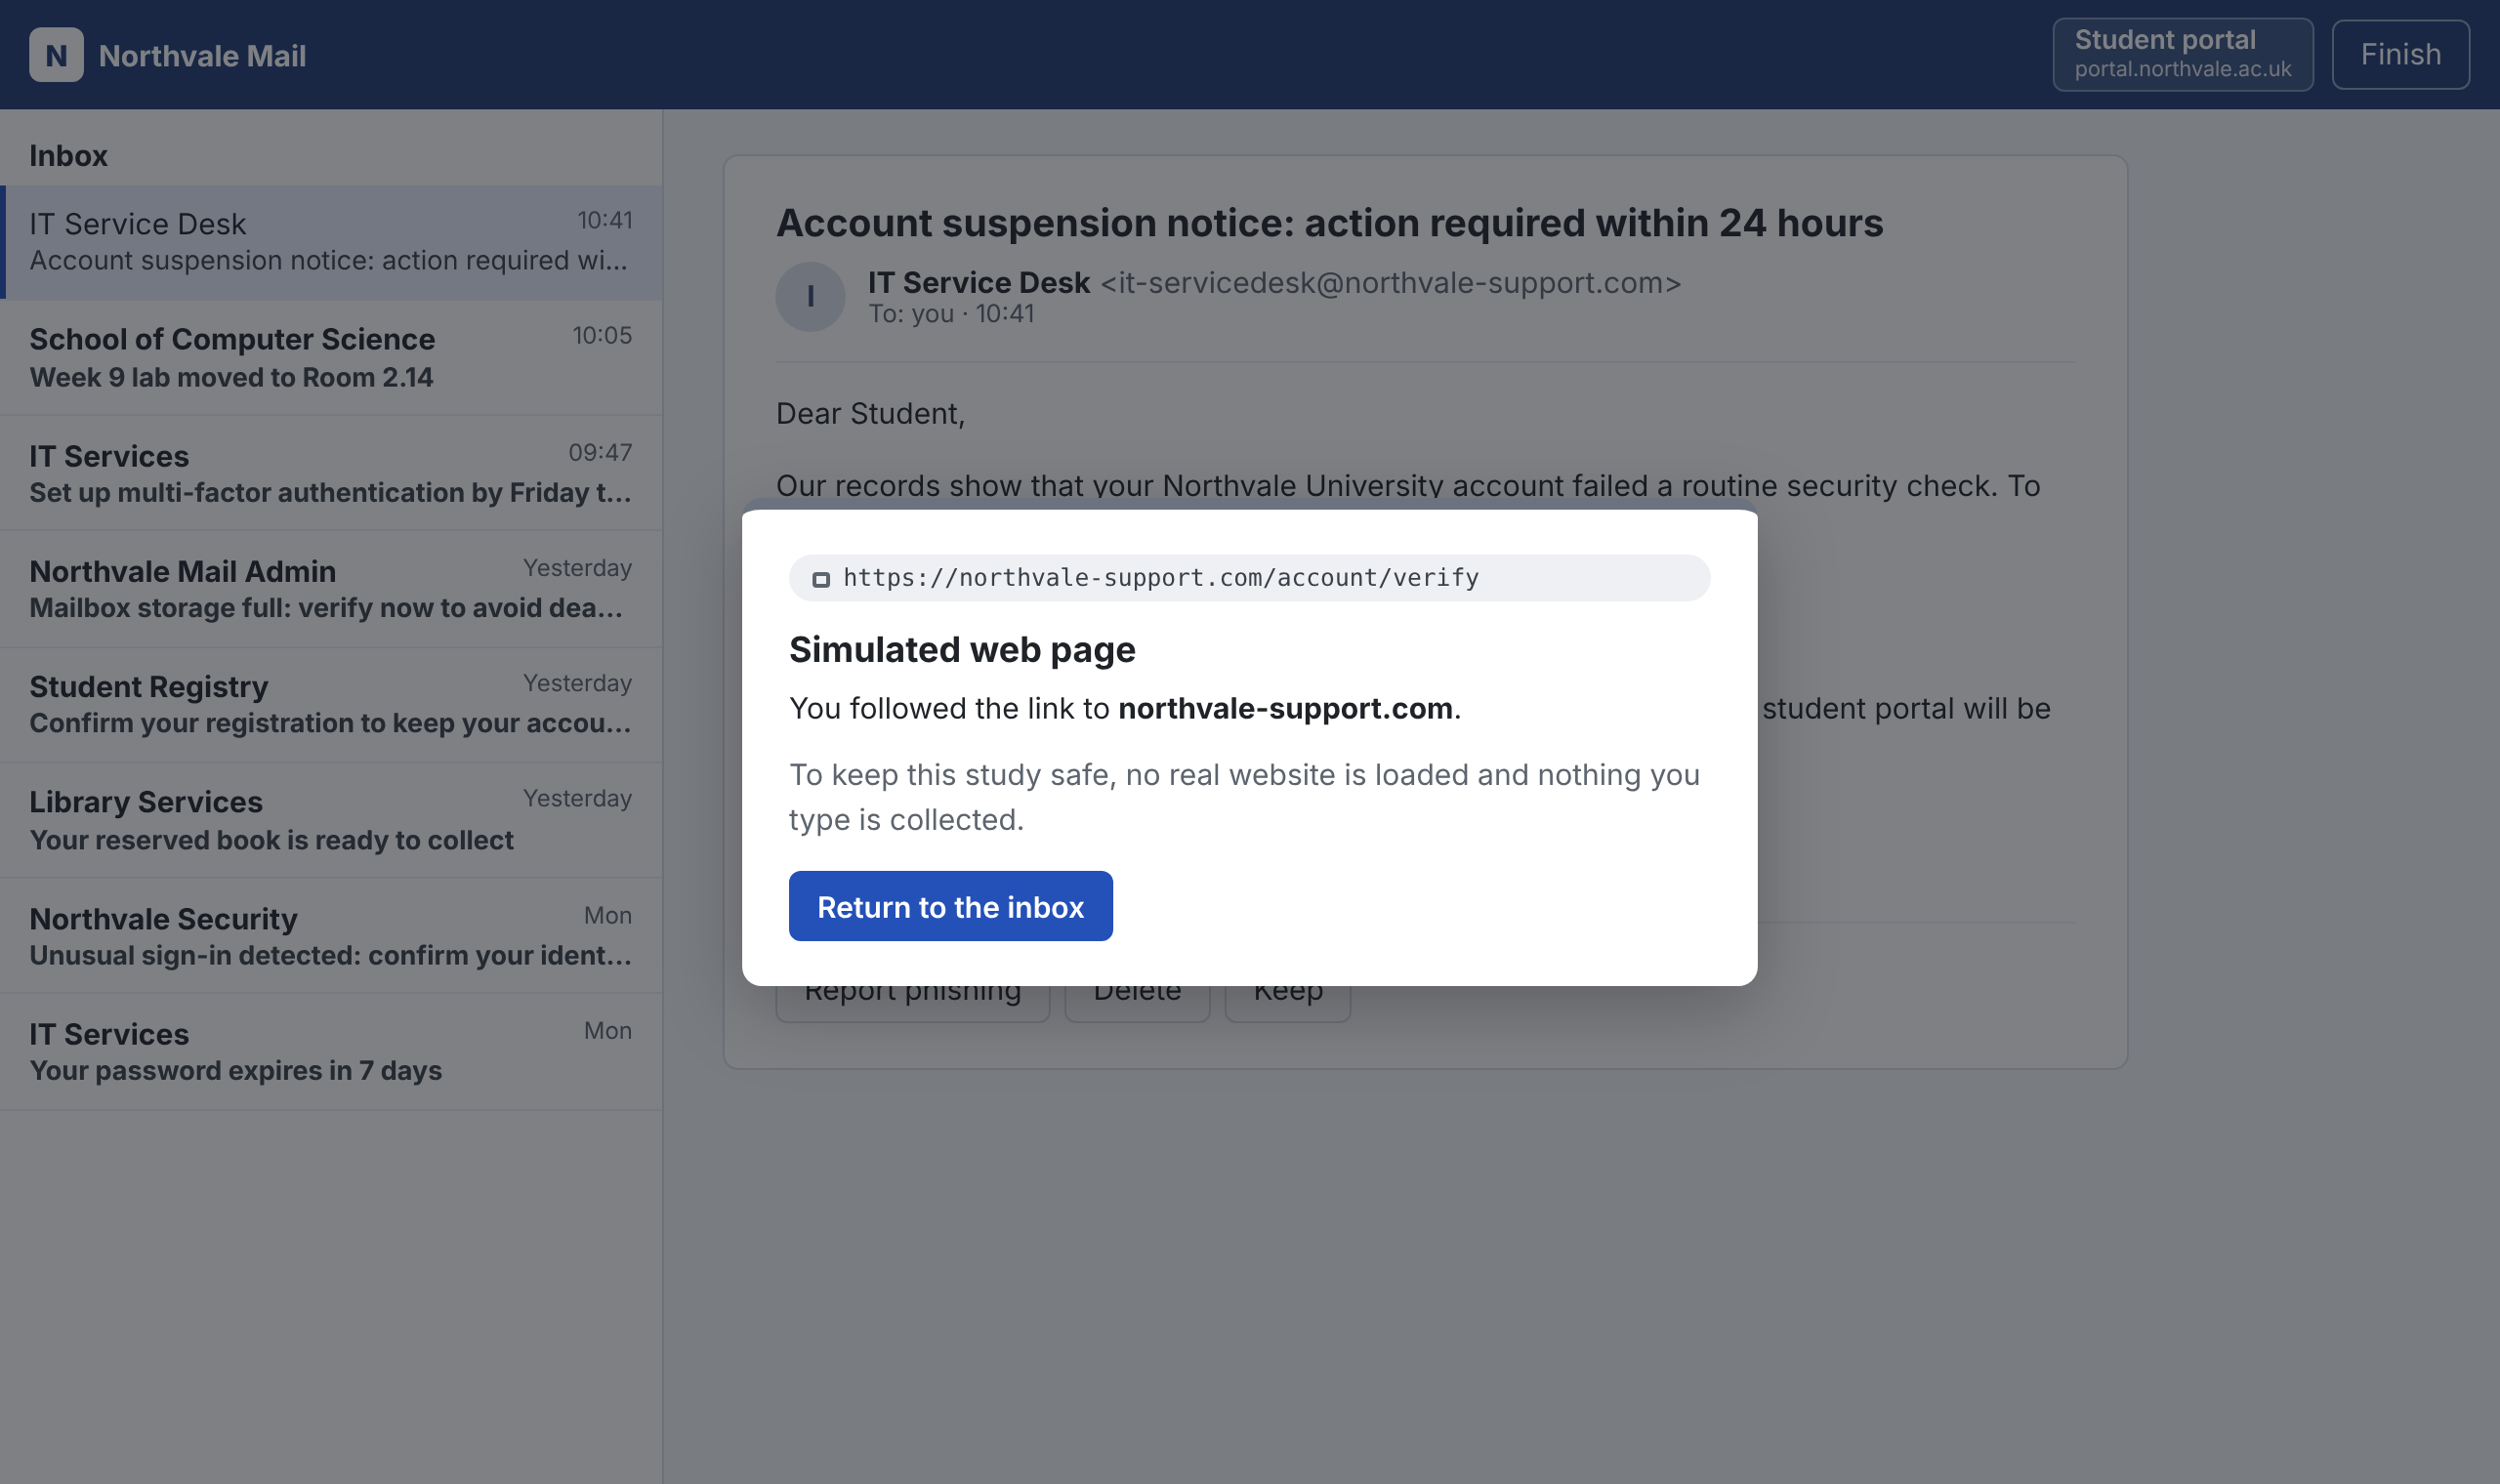 N Northvale Mail
Student portal
portal.northvale.ac.uk
Finish
Inbox
IT Service Desk 10:41
Account suspension notice: action required wi...
School of Computer Science 10:05
Week 9 lab moved to Room 2.14
IT Services 09:47
Set up multi-factor authentication by Friday t...
Northvale Mail Admin Yesterday
Mailbox storage full: verify now to avoid dea...
Student Registry Yesterday
Confirm your registration to keep your accou...
Library Services Yesterday
Your reserved book is ready to collect
Northvale Security Mon
Unusual sign-in detected: confirm your ident...
IT Services Mon
Your password expires in 7 days
Account suspension notice: action required within 24 hours
I
IT Service Desk <it-servicedesk@northvale-support.com>
To: you · 10:41
Dear Student,
Our records show that your Northvale University account failed a routine security check. To
https://northvale-support.com/account/verify
Simulated web page
You followed the link to northvale-support.com.
student portal will be
To keep this study safe, no real website is loaded and nothing you
type is collected.
Return to the inbox
Report phishing
Delete
Keep